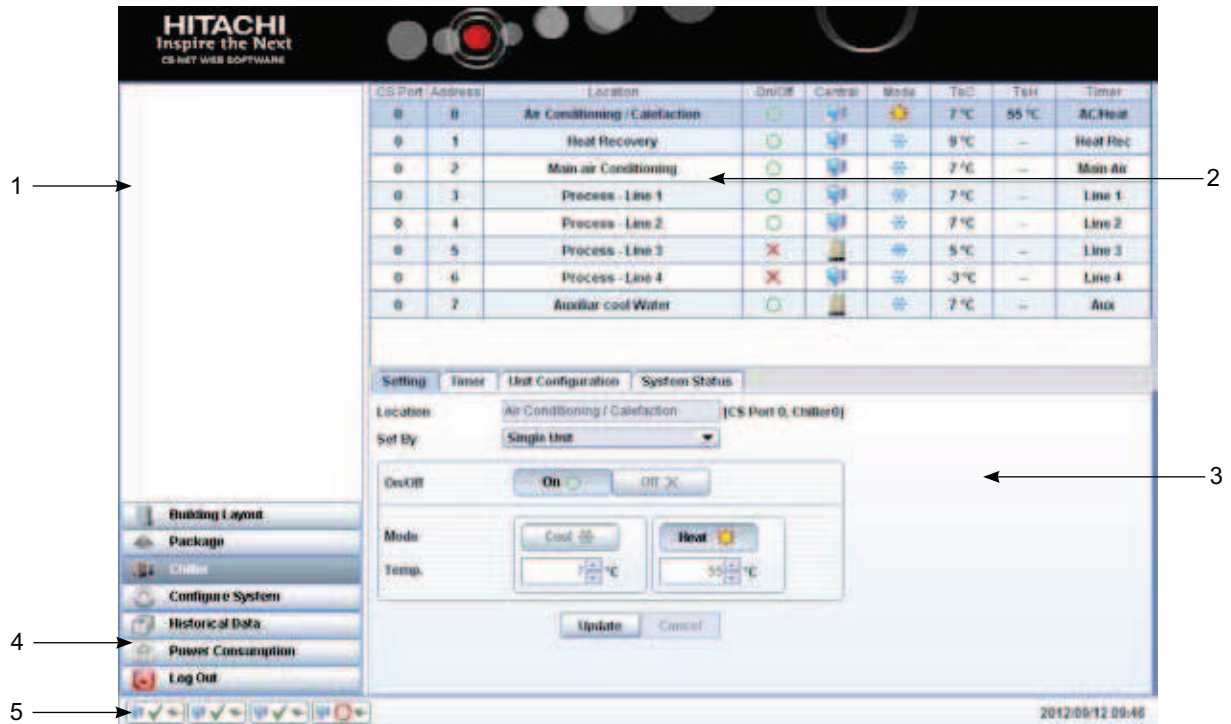 HITACHI
Inspire the Next
CS-NET WEB SOFTWARE
CS Port Address Location On/Off Central Mode TsC TsH Timer
0 0 Air Conditioning / Calefaction 7 °C 55 °C AC/Heat
0 1 Heat Recovery 9 °C -- Heat Rec
0 2 Main air Conditioning 7 °C -- Main Air
0 3 Process - Line 1 7 °C -- Line 1
0 4 Process - Line 2 7 °C -- Line 2
0 5 Process - Line 3 5 °C -- Line 3
0 6 Process - Line 4 -3 °C -- Line 4
0 7 Auxiliar cool Water 7 °C -- Aux
1
2
Setting Timer Unit Configuration System Status
Location Air Conditioning / Calefaction [CS Port 0, Chiller0]
Set By Single Unit
3
On/Off On Off
Mode Cool Heat
Temp. 7 °C 55 °C
Update Cancel
Building Layout
Package
Chiller
Configure System
Historical Data
4
Power Consumption
Log Out
5
2012/09/12 09:46